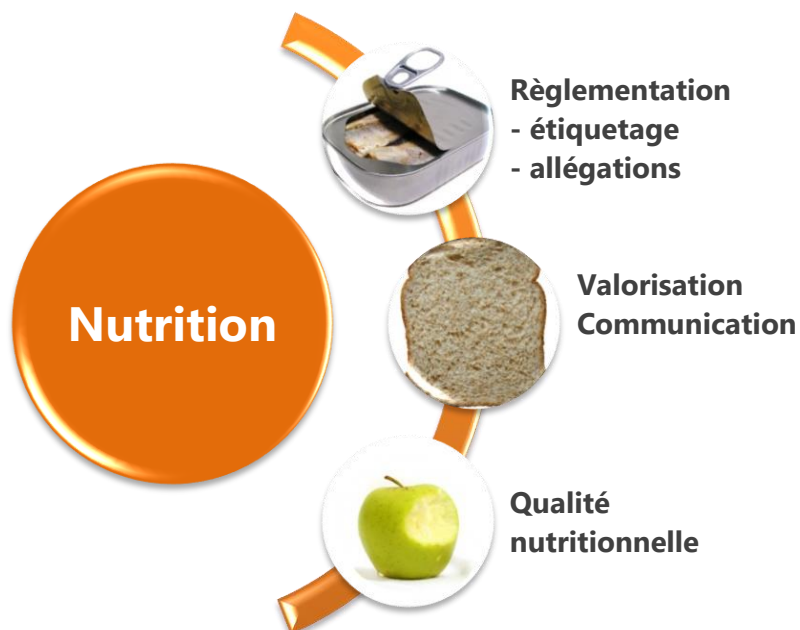 Nutrition
Règlementation
- étiquetage
- allégations
Valorisation
Communication
Qualité
nutritionnelle